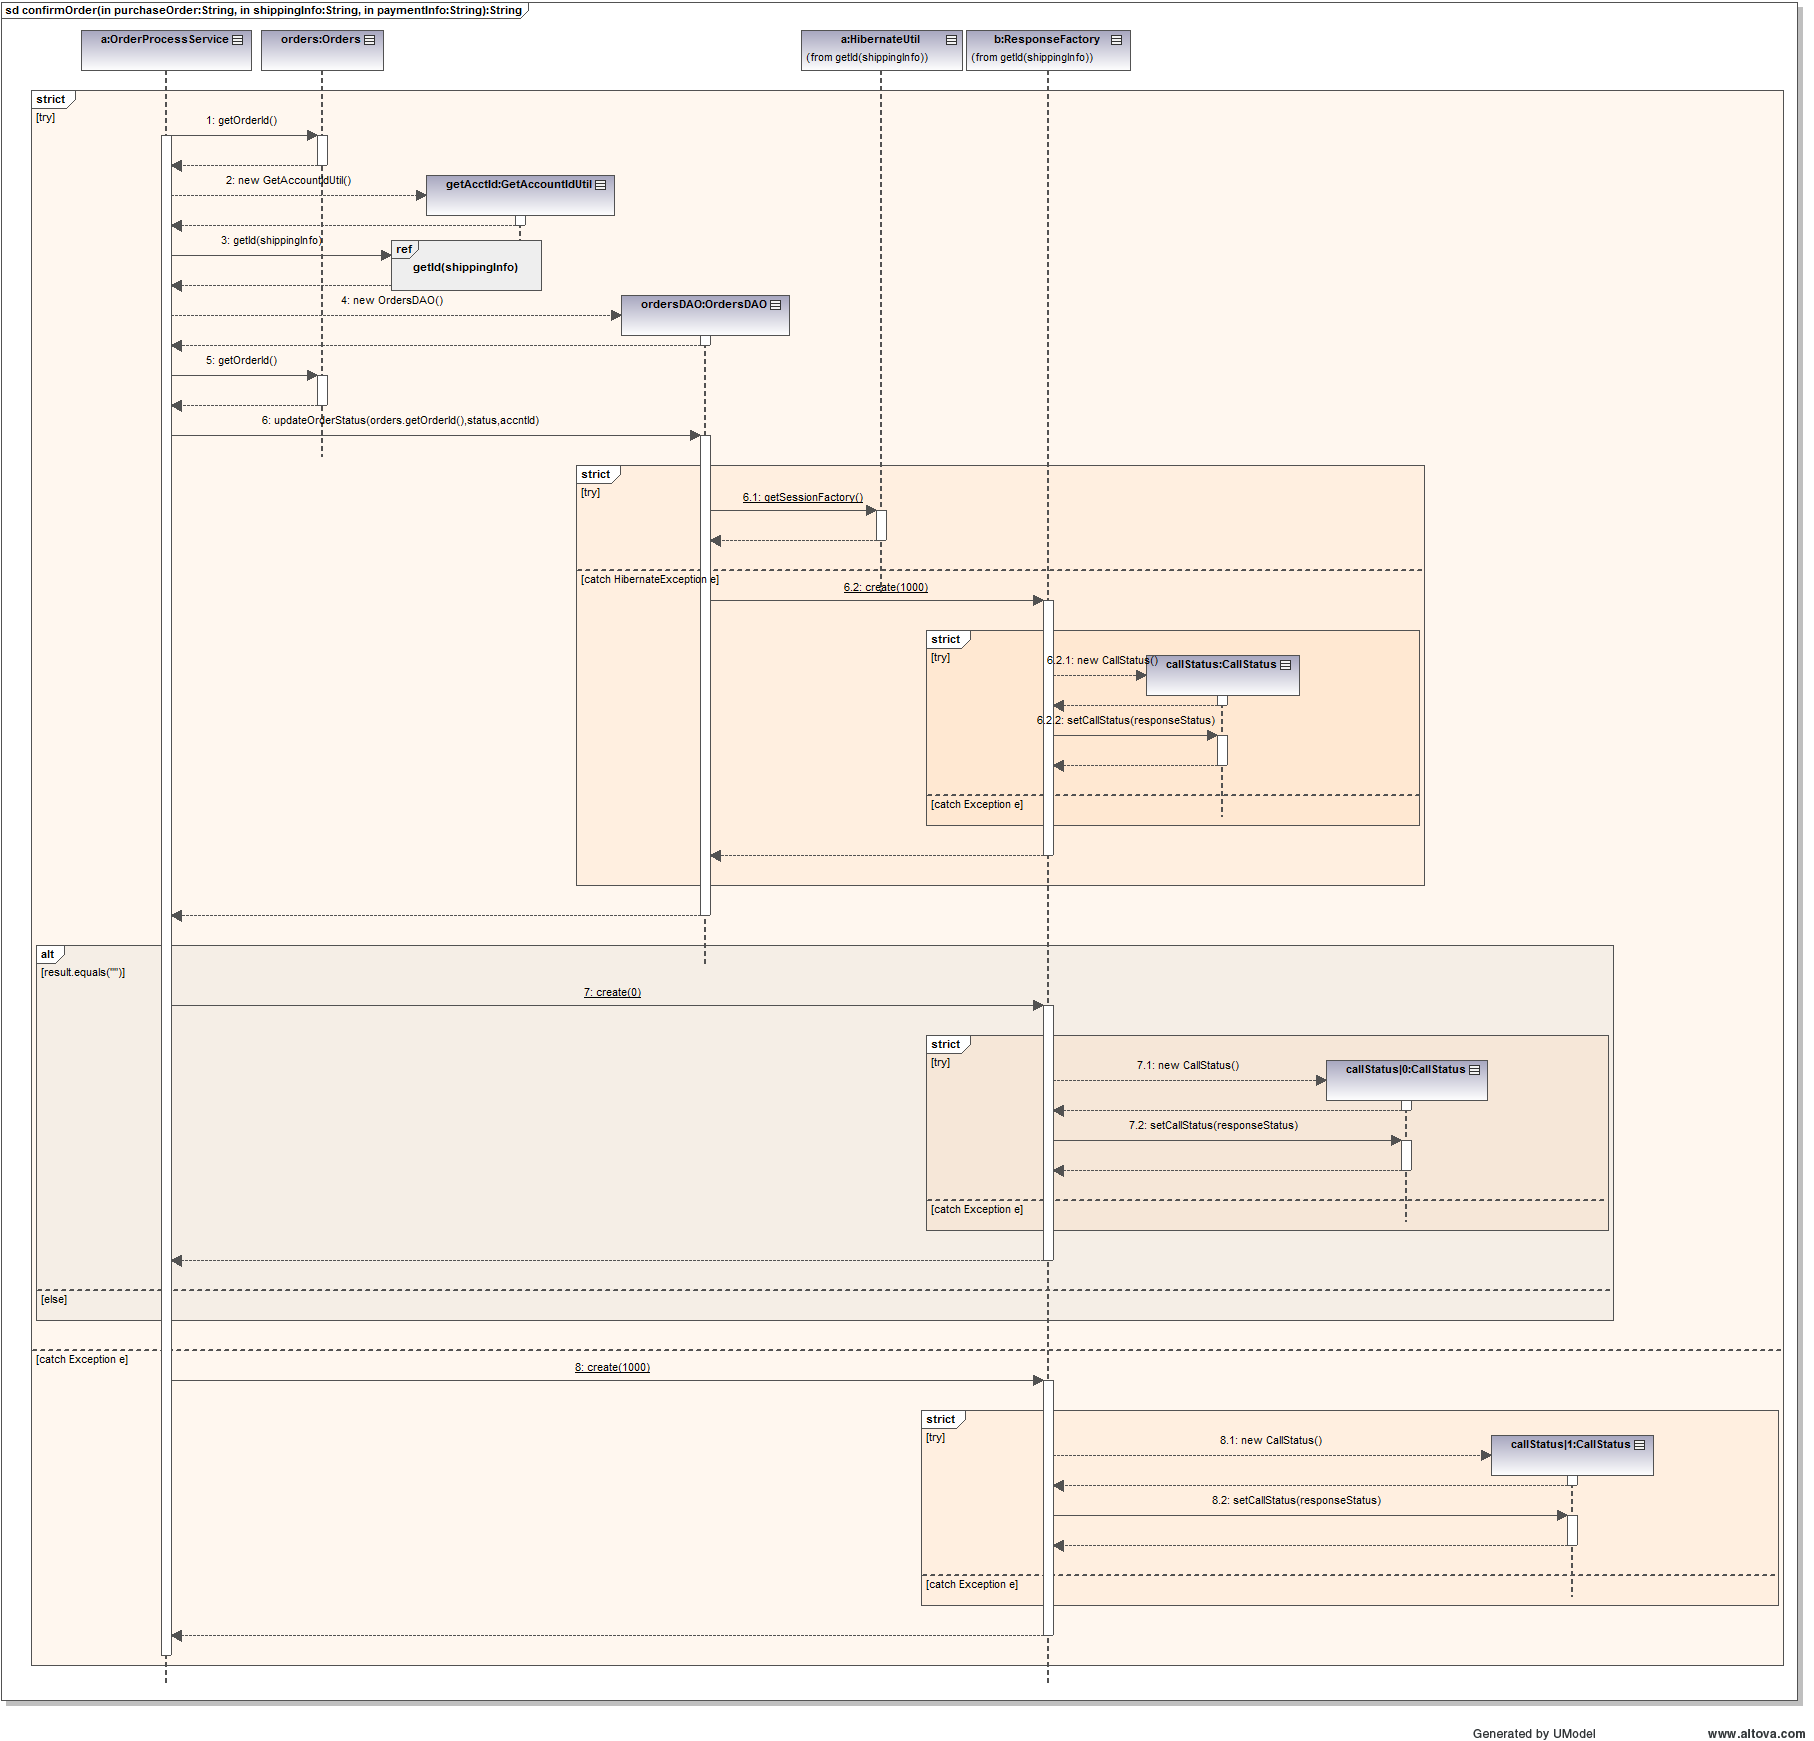 sd confirmOrder(in purchaseOrder:String, in shippingInfo:String, in paymentInfo:String):String
a:OrderProcessService
orders:Orders
a:HibernateUtil
(from getId(shippingInfo))
b:ResponseFactory
(from getId(shippingInfo))
strict
[try]
1: getOrderId()
2: new GetAccountIdUtil()
getAcctId:GetAccountIdUtil
3: getId(shippingInfo)
ref
getId(shippingInfo)
4: new OrdersDAO()
ordersDAO:OrdersDAO
5: getOrderId()
6: updateOrderStatus(orders.getOrderId(),status,accntId)
strict
[try]
6.1: getSessionFactory()
[catch HibernateException e]
6.2: create(1000)
strict
[try]
6.2.1: new CallStatus()
callStatus:CallStatus
6.2.2: setCallStatus(responseStatus)
[catch Exception e]
alt
[result.equals("")]
7: create(0)
strict
[try]
7.1: new CallStatus()
callStatus|0:CallStatus
7.2: setCallStatus(responseStatus)
[catch Exception e]
[else]
[catch Exception e]
8: create(1000)
strict
[try]
8.1: new CallStatus()
callStatus|1:CallStatus
8.2: setCallStatus(responseStatus)
[catch Exception e]
Generated by UModel
www.altova.com